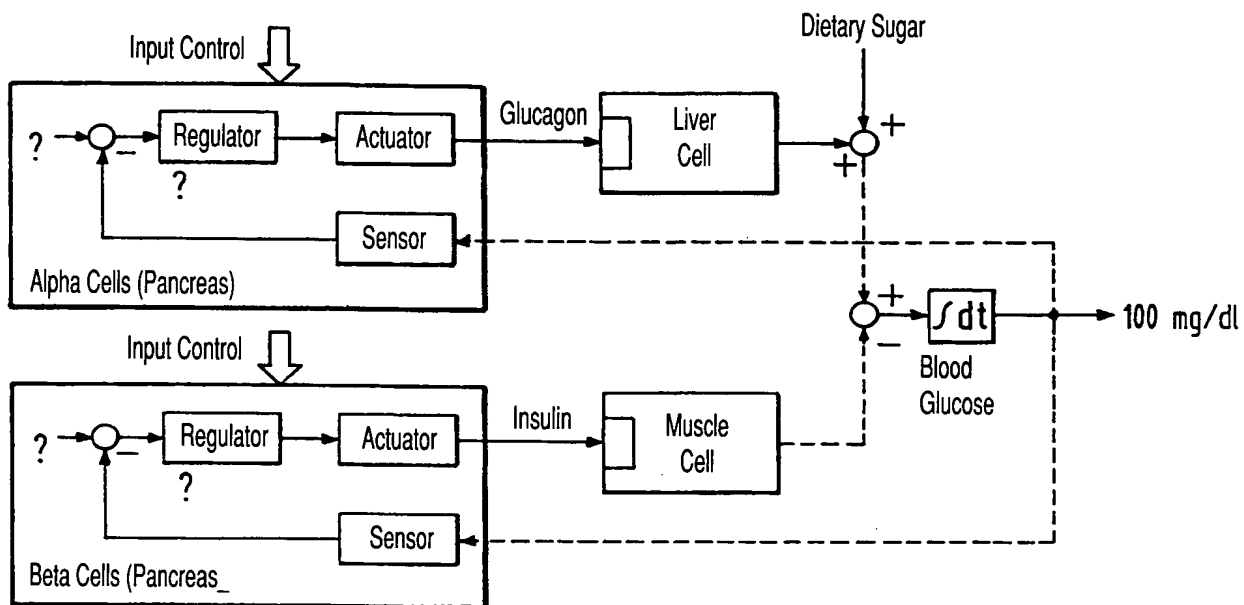 Input Control
Dietary Sugar
?
−
Regulator
?
Actuator
Glucagon
Liver
Cell
+
+
Sensor
Alpha Cells (Pancreas)
+
−
∫dt
100 mg/dl
Blood
Glucose
Input Control
?
−
Regulator
?
Actuator
Insulin
Muscle
Cell
Sensor
Beta Cells (Pancreas_